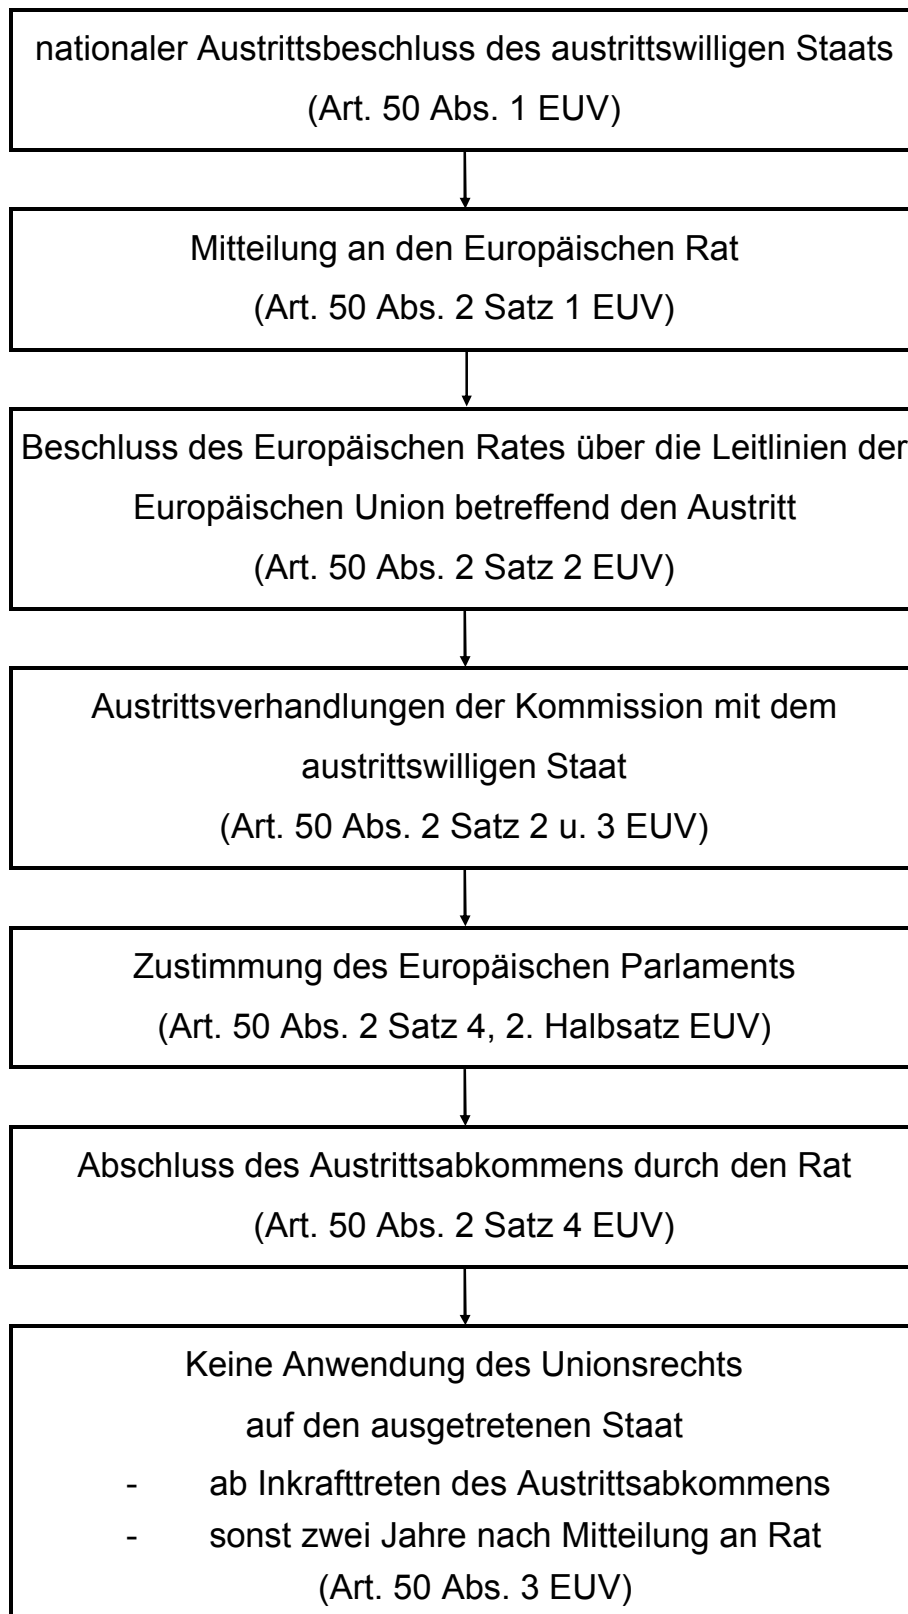 nationaler Austrittsbeschluss des austrittswilligen Staats
(Art. 50 Abs. 1 EUV)
Mitteilung an den Europäischen Rat
(Art. 50 Abs. 2 Satz 1 EUV)
Beschluss des Europäischen Rates über die Leitlinien der
Europäischen Union betreffend den Austritt
(Art. 50 Abs. 2 Satz 2 EUV)
Austrittsverhandlungen der Kommission mit dem
austrittswilligen Staat
(Art. 50 Abs. 2 Satz 2 u. 3 EUV)
Zustimmung des Europäischen Parlaments
(Art. 50 Abs. 2 Satz 4, 2. Halbsatz EUV)
Abschluss des Austrittsabkommens durch den Rat
(Art. 50 Abs. 2 Satz 4 EUV)
Keine Anwendung des Unionsrechts
auf den ausgetretenen Staat
- ab Inkrafttreten des Austrittsabkommens
- sonst zwei Jahre nach Mitteilung an Rat
(Art. 50 Abs. 3 EUV)